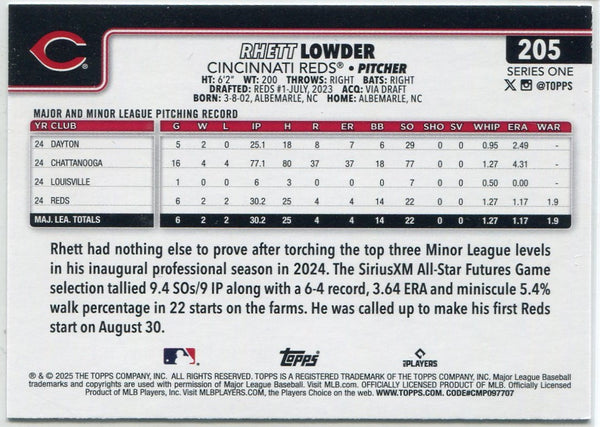 C
RHETT LOWDER
205
CINCINNATI REDS® • PITCHER
SERIES ONE
HT: 6'2" WT: 200 THROWS: RIGHT BATS: RIGHT
X @TOPPS
DRAFTED: REDS #1-JULY, 2023 ACQ: VIA DRAFT
BORN: 3-8-02, ALBEMARLE, NC HOME: ALBEMARLE, NC
MAJOR AND MINOR LEAGUE PITCHING RECORD
YR CLUB G W L IP H R ER BB SO SHO SV WHIP ERA WAR
24 DAYTON 5 2 0 25.1 18 8 7 6 29 0 0 0.95 2.49 -
24 CHATTANOOGA 16 4 4 77.1 80 37 37 18 77 0 0 1.27 4.31 -
24 LOUISVILLE 1 0 0 6 3 0 0 0 7 0 0 0.50 0.00 -
24 REDS 6 2 2 30.2 25 4 4 14 22 0 0 1.27 1.17 1.9
MAJ. LEA. TOTALS 6 2 2 30.2 25 4 4 14 22 0 0 1.27 1.17 1.9
Rhett had nothing else to prove after torching the top three Minor League levels
in his inaugural professional season in 2024. The SiriusXM All-Star Futures Game
selection tallied 9.4 SOs/9 IP along with a 6-4 record, 3.64 ERA and miniscule 5.4%
walk percentage in 22 starts on the farms. He was called up to make his first Reds
start on August 30.
Topps
PLAYERS
® & © 2025 THE TOPPS COMPANY, INC. ALL RIGHTS RESERVED. TOPPS IS A REGISTERED TRADEMARK OF THE TOPPS COMPANY, INC. Major League Baseball
trademarks and copyrights are used with permission of Major League Baseball. Visit MLB.com. OFFICIALLY LICENSED PRODUCT OF MLB. Officially Licensed
Product of MLB Players, Inc. Visit MLBPLAYERS.com, the Players Choice on the web. WWW.TOPPS.COM. CODE#CMP097707